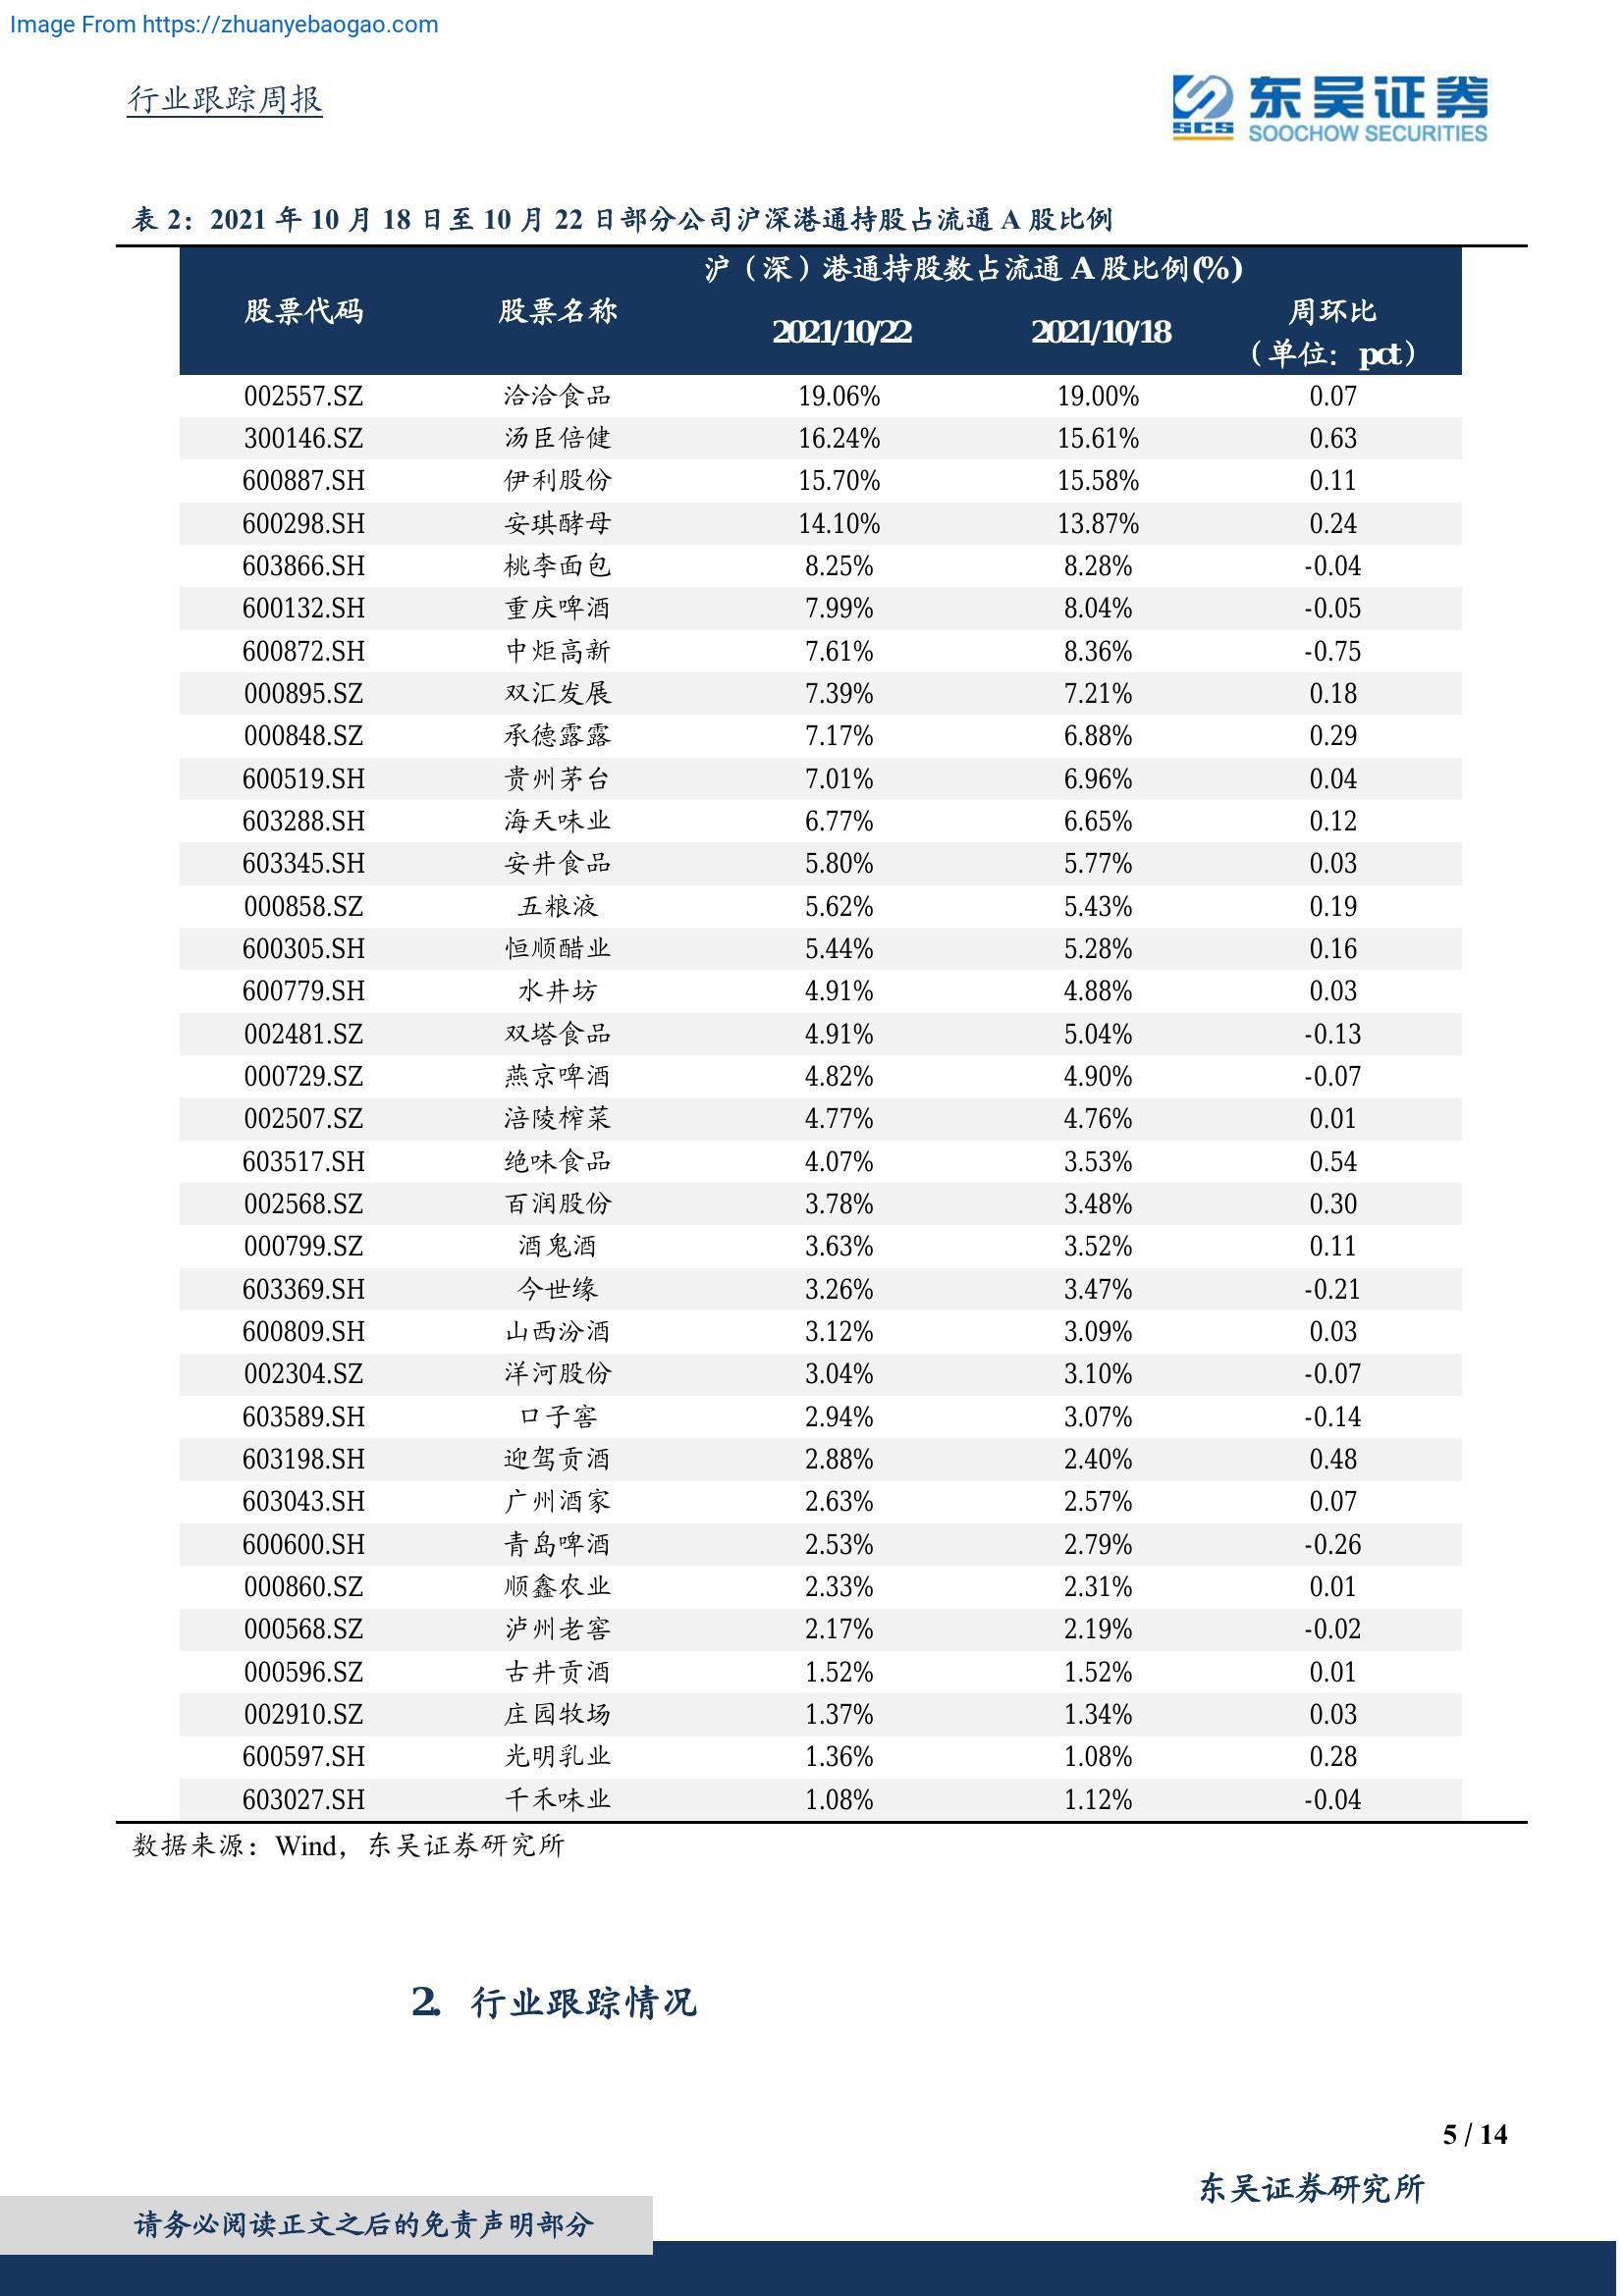 Image From https://zhuanyebaogao.com
行业跟踪周报
SCS 东吴证券
SOOCHOW SECURITIES
表 2：2021 年 10 月 18 日至 10 月 22 日部分公司沪深港通持股占流通 A 股比例
沪（深）港通持股数占流通 A 股比例(%)
股票代码 股票名称 2021/10/22 2021/10/18 周环比
（单位：pct）
002557.SZ 洽洽食品 19.06% 19.00% 0.07
300146.SZ 汤臣倍健 16.24% 15.61% 0.63
600887.SH 伊利股份 15.70% 15.58% 0.11
600298.SH 安琪酵母 14.10% 13.87% 0.24
603866.SH 桃李面包 8.25% 8.28% -0.04
600132.SH 重庆啤酒 7.99% 8.04% -0.05
600872.SH 中炬高新 7.61% 8.36% -0.75
000895.SZ 双汇发展 7.39% 7.21% 0.18
000848.SZ 承德露露 7.17% 6.88% 0.29
600519.SH 贵州茅台 7.01% 6.96% 0.04
603288.SH 海天味业 6.77% 6.65% 0.12
603345.SH 安井食品 5.80% 5.77% 0.03
000858.SZ 五粮液 5.62% 5.43% 0.19
600305.SH 恒顺醋业 5.44% 5.28% 0.16
600779.SH 水井坊 4.91% 4.88% 0.03
002481.SZ 双塔食品 4.91% 5.04% -0.13
000729.SZ 燕京啤酒 4.82% 4.90% -0.07
002507.SZ 涪陵榨菜 4.77% 4.76% 0.01
603517.SH 绝味食品 4.07% 3.53% 0.54
002568.SZ 百润股份 3.78% 3.48% 0.30
000799.SZ 酒鬼酒 3.63% 3.52% 0.11
603369.SH 今世缘 3.26% 3.47% -0.21
600809.SH 山西汾酒 3.12% 3.09% 0.03
002304.SZ 洋河股份 3.04% 3.10% -0.07
603589.SH 口子窖 2.94% 3.07% -0.14
603198.SH 迎驾贡酒 2.88% 2.40% 0.48
603043.SH 广州酒家 2.63% 2.57% 0.07
600600.SH 青岛啤酒 2.53% 2.79% -0.26
000860.SZ 顺鑫农业 2.33% 2.31% 0.01
000568.SZ 泸州老窖 2.17% 2.19% -0.02
000596.SZ 古井贡酒 1.52% 1.52% 0.01
002910.SZ 庄园牧场 1.37% 1.34% 0.03
600597.SH 光明乳业 1.36% 1.08% 0.28
603027.SH 千禾味业 1.08% 1.12% -0.04
数据来源：Wind，东吴证券研究所
2. 行业跟踪情况
5 / 14
东吴证券研究所
请务必阅读正文之后的免责声明部分